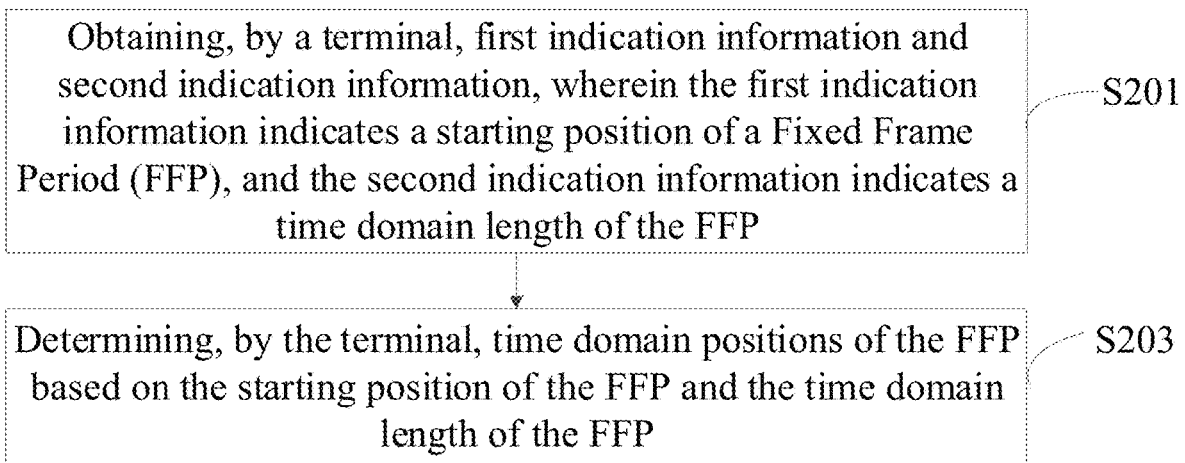 Obtaining, by a terminal, first indication information and
second indication information, wherein the first indication
information indicates a starting position of a Fixed Frame
Period (FFP), and the second indication information indicates a
time domain length of the FFP
S201
Determining, by the terminal, time domain positions of the FFP
based on the starting position of the FFP and the time domain
length of the FFP
S203